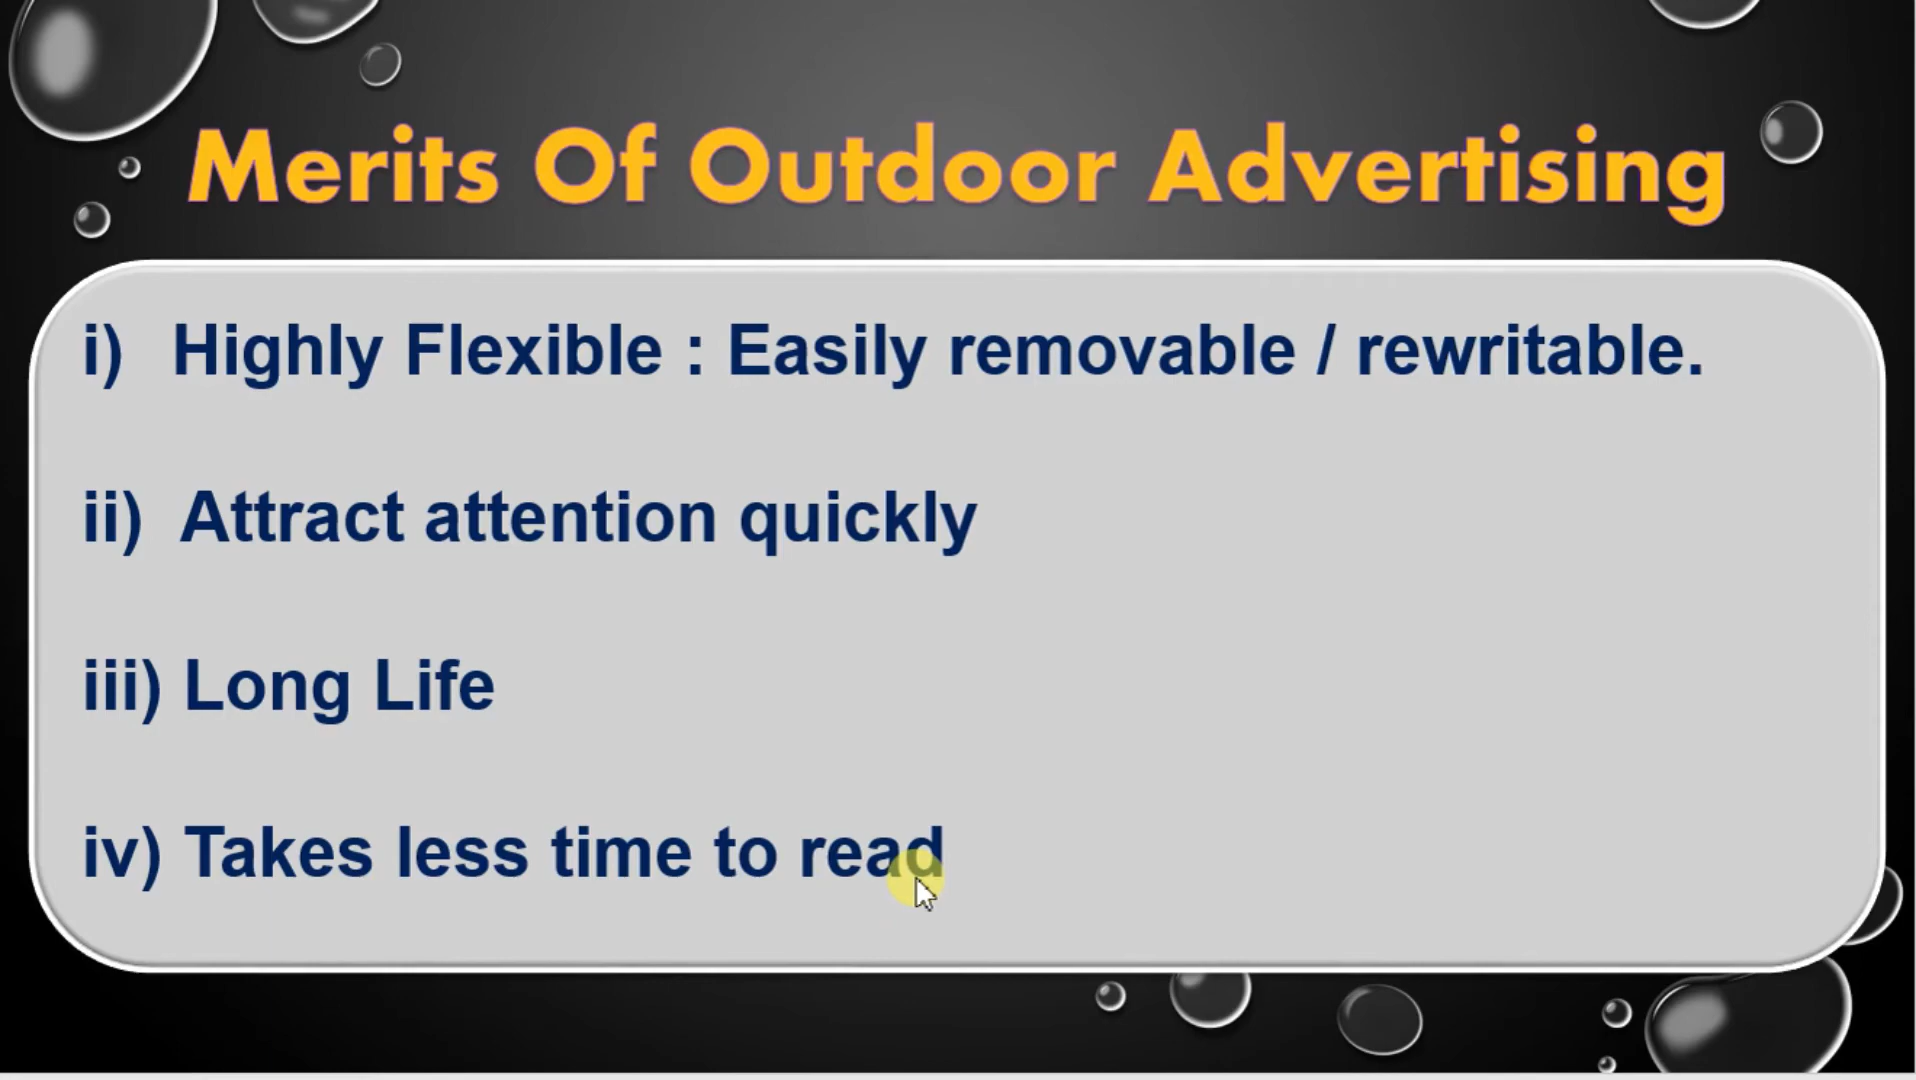 Merits Of Outdoor Advertising
i) Highly Flexible : Easily removable / rewritable.
ii) Attract attention quickly
iii) Long Life
iv) Takes less time to read